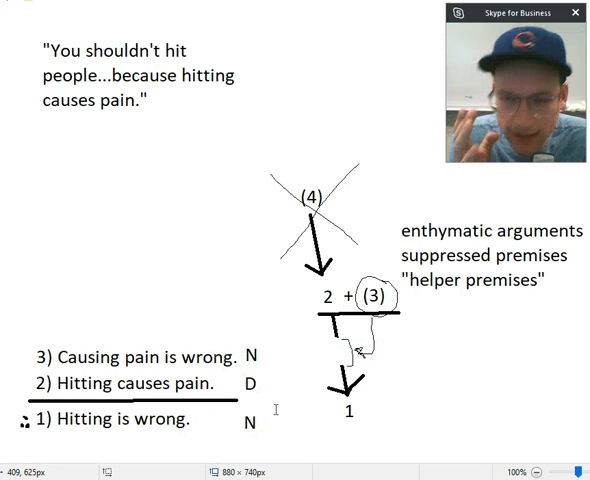 Skype for Business
"You shouldn't hit
people...because hitting
causes pain."
(4)
enthymatic arguments
suppressed premises
"helper premises"
2 + (3)
3) Causing pain is wrong. N
2) Hitting causes pain. D
∴ 1) Hitting is wrong. N
1
409, 625px
880 × 740px
100%